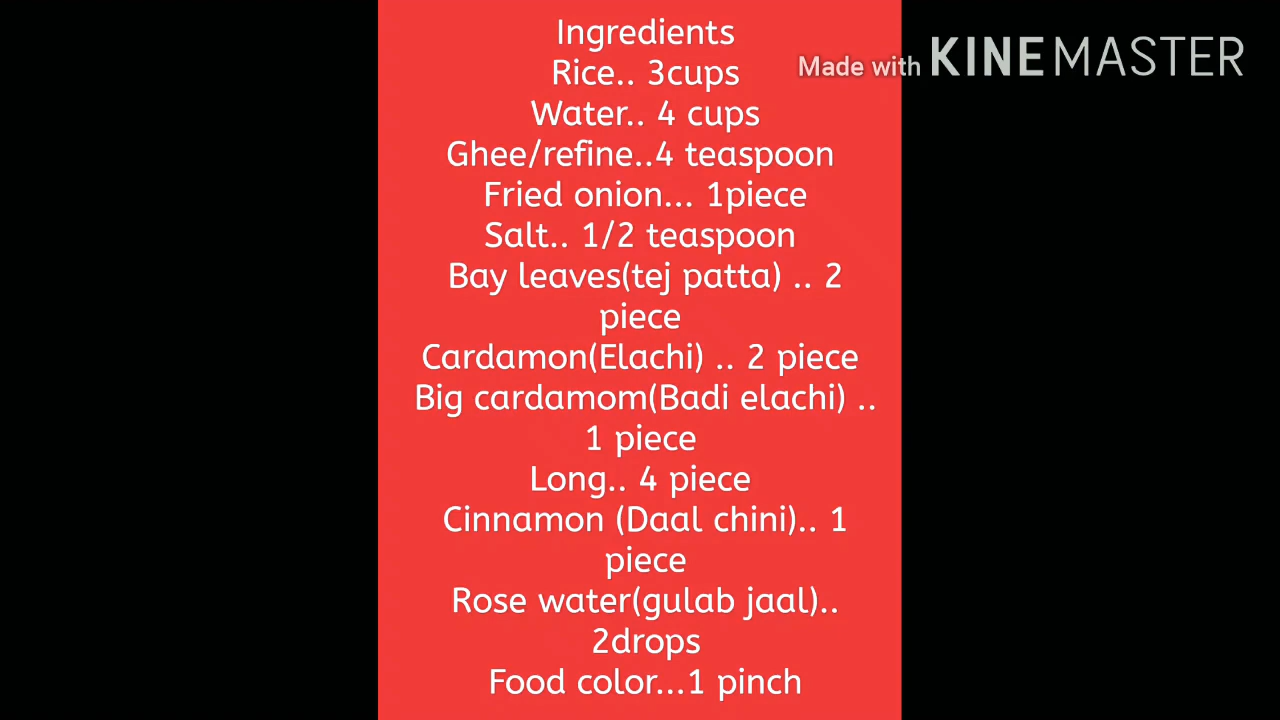 Ingredients
Rice.. 3cups
Made with KINEMASTER
Water.. 4 cups
Ghee/refine..4 teaspoon
Fried onion... 1piece
Salt.. 1/2 teaspoon
Bay leaves(tej patta) .. 2
piece
Cardamon(Elachi) .. 2 piece
Big cardamom(Badi elachi) ..
1 piece
Long.. 4 piece
Cinnamon (Daal chini).. 1
piece
Rose water(gulab jaal)..
2drops
Food color...1 pinch